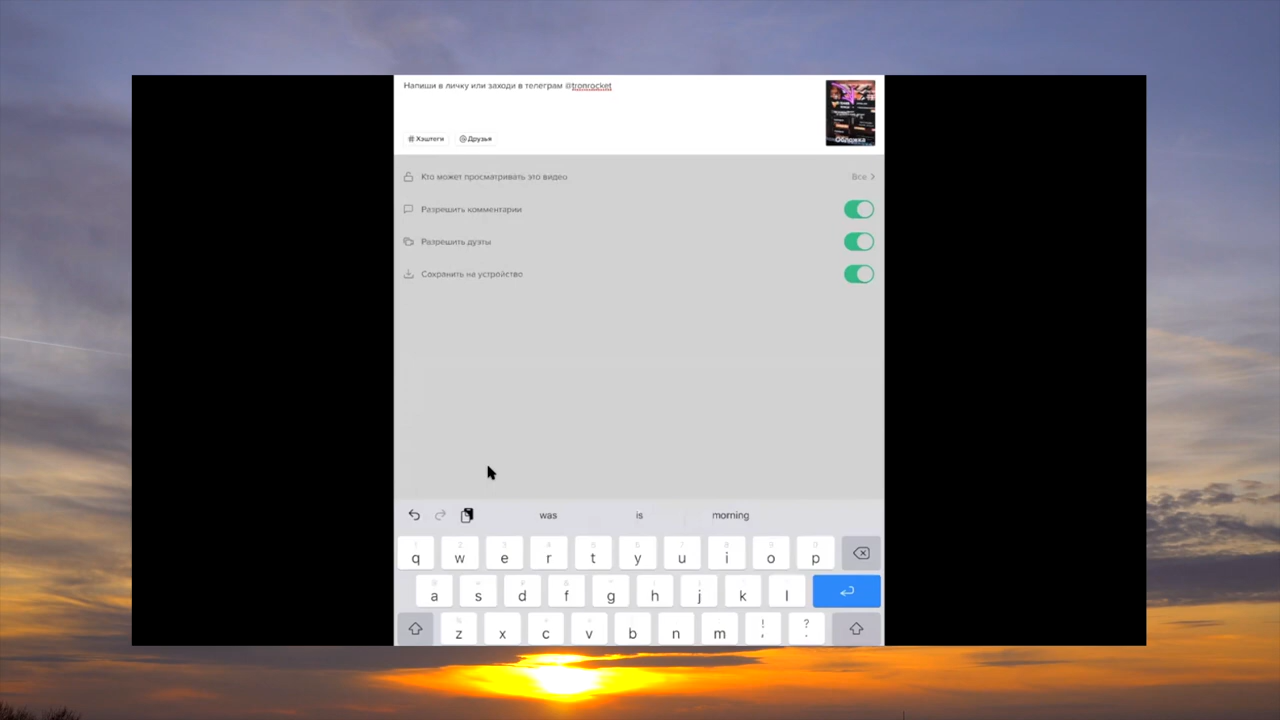 Напиши в личку или заходи в телеграм @tronrocket
# Хэштеги @ Друзья
Обложка
Кто может просматривать это видео Все
Разрешить комментарии
Разрешить дуэты
Сохранить на устройство
was is morning
q w e r t y u i o p
a s d f g h j k l
z x c v b n m ! , ? .